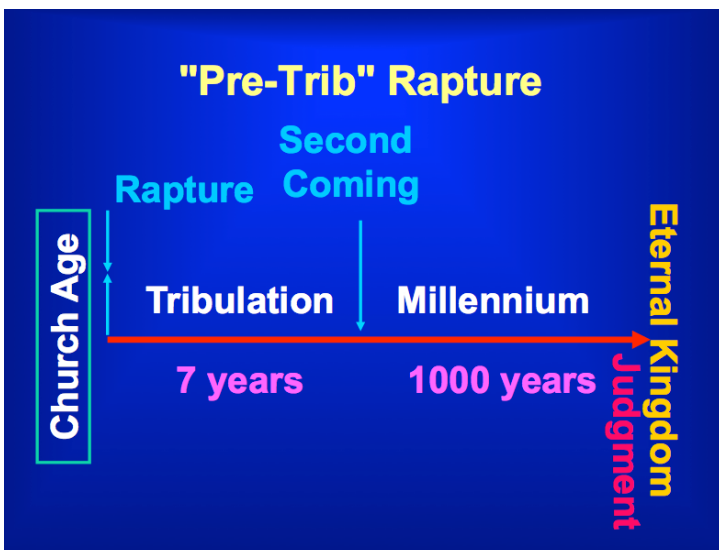 "Pre-Trib" Rapture
Second
Coming
Rapture
Church Age
Tribulation
Millennium
7 years
1000 years
Judgment
Eternal Kingdom